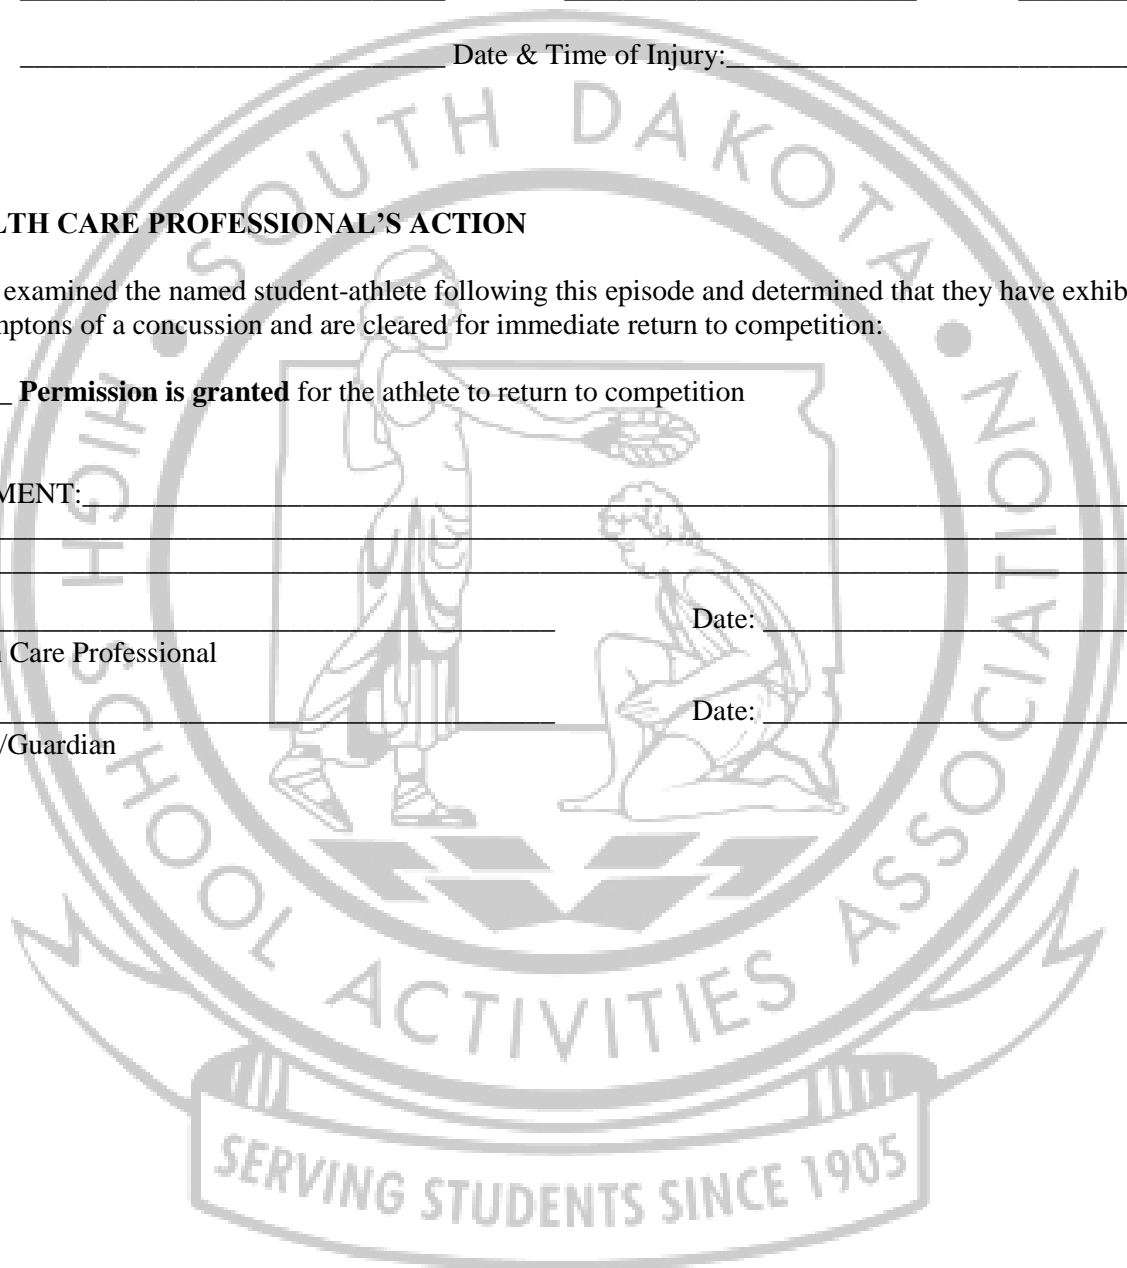 Date & Time of Injury:
LTH CARE PROFESSIONAL’S ACTION
examined the named student-athlete following this episode and determined that they have exhib
mptons of a concussion and are cleared for immediate return to competition:
Permission is granted for the athlete to return to competition
MENT:
Date:
Care Professional
Date:
/Guardian
SOUTH DAKOTA HIGH SCHOOL ACTIVITIES ASSOCIATION
SERVING STUDENTS SINCE 1905